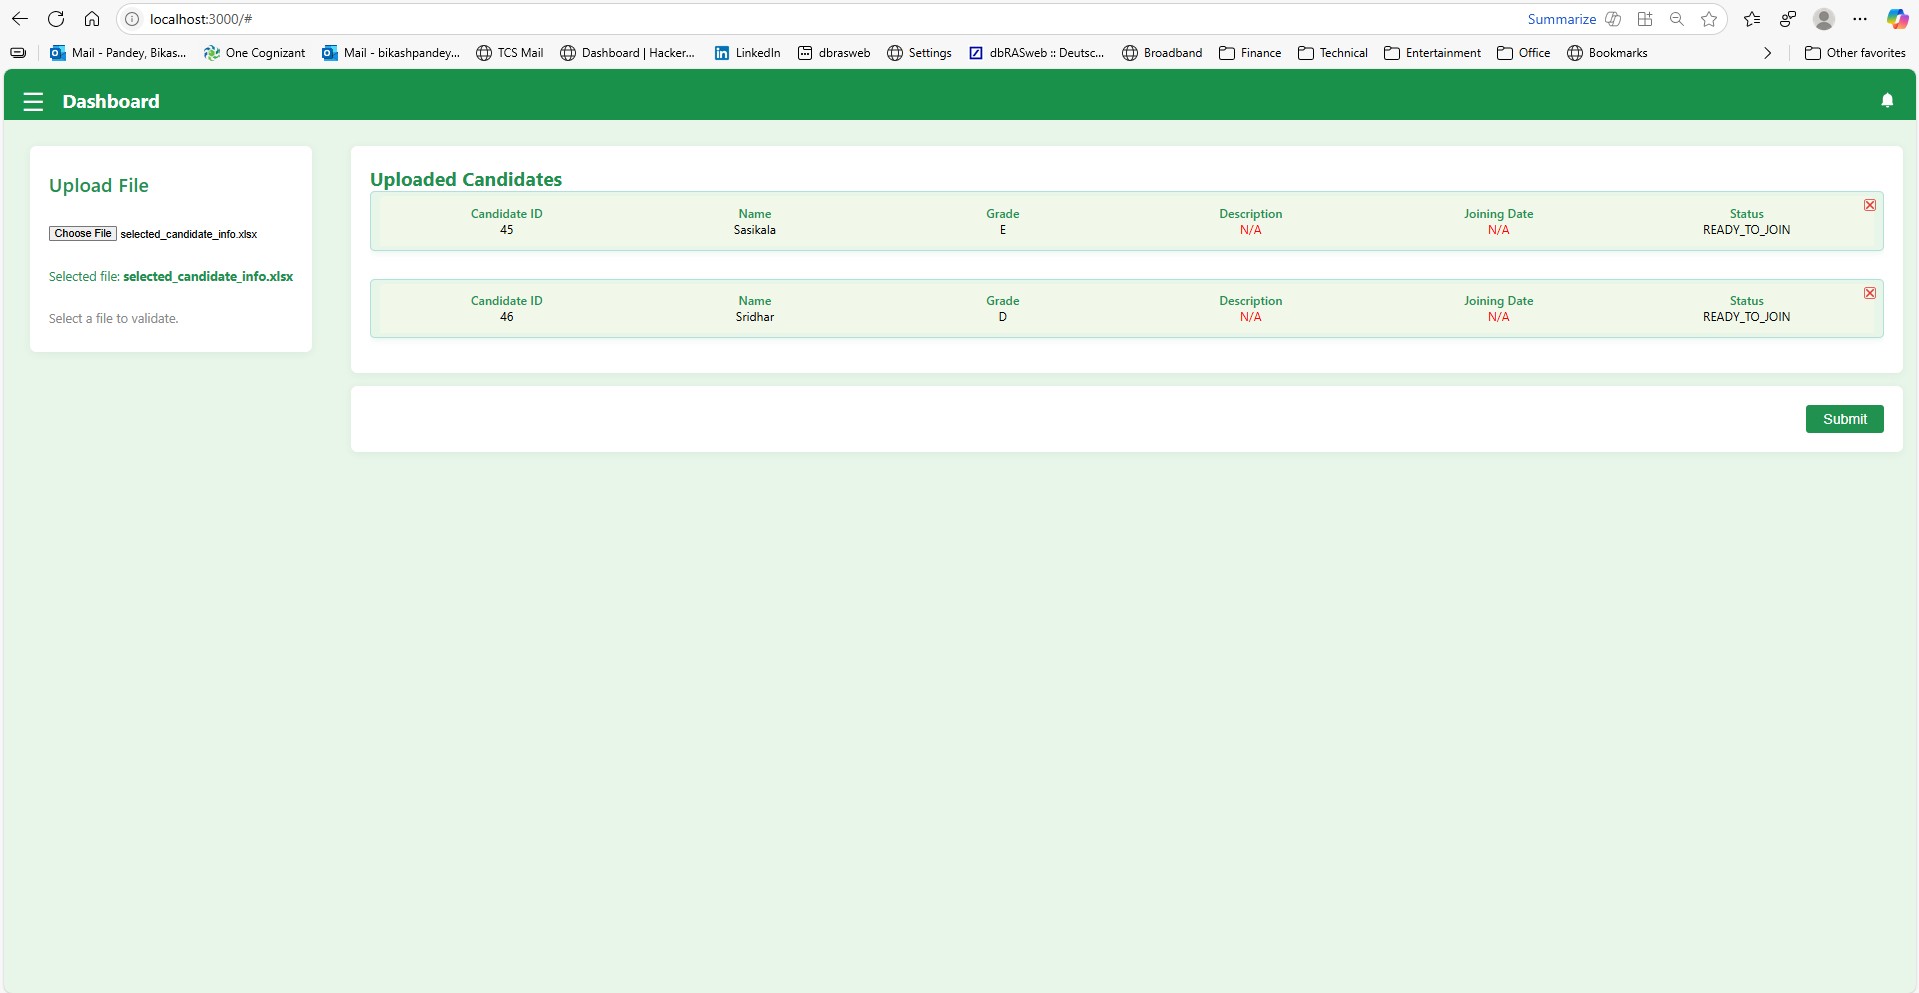 localhost:3000/#
Summarize
Mail - Pandey, Bikas...
One Cognizant
Mail - bikashpandey...
TCS Mail
Dashboard | Hacker...
LinkedIn
dbrasweb
Settings
dbRASweb :: Deutsc...
Broadband
Finance
Technical
Entertainment
Office
Bookmarks
Other favorites
Dashboard
Upload File
Choose File selected_candidate_info.xlsx
Selected file: selected_candidate_info.xlsx
Select a file to validate.
Uploaded Candidates
Candidate ID Name Grade Description Joining Date Status
45 Sasikala E N/A N/A READY_TO_JOIN
Candidate ID Name Grade Description Joining Date Status
46 Sridhar D N/A N/A READY_TO_JOIN
Submit